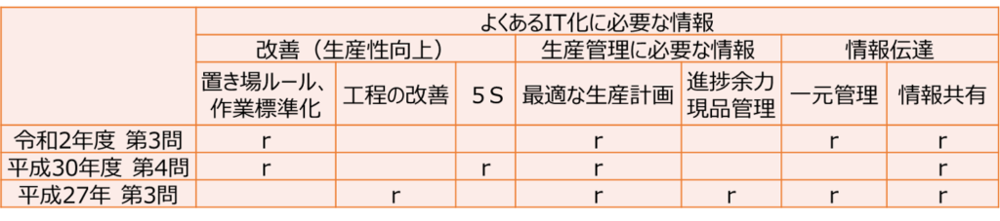 よくあるIT化に必要な情報
改善（生産性向上） 生産管理に必要な情報 情報伝達
置き場ルール、
作業標準化 工程の改善 ５Ｓ 最適な生産計画 進捗余力
現品管理 一元管理 情報共有
令和2年度 第3問 r r r r
平成30年度 第4問 r r r r
平成27年 第3問 r r r r r